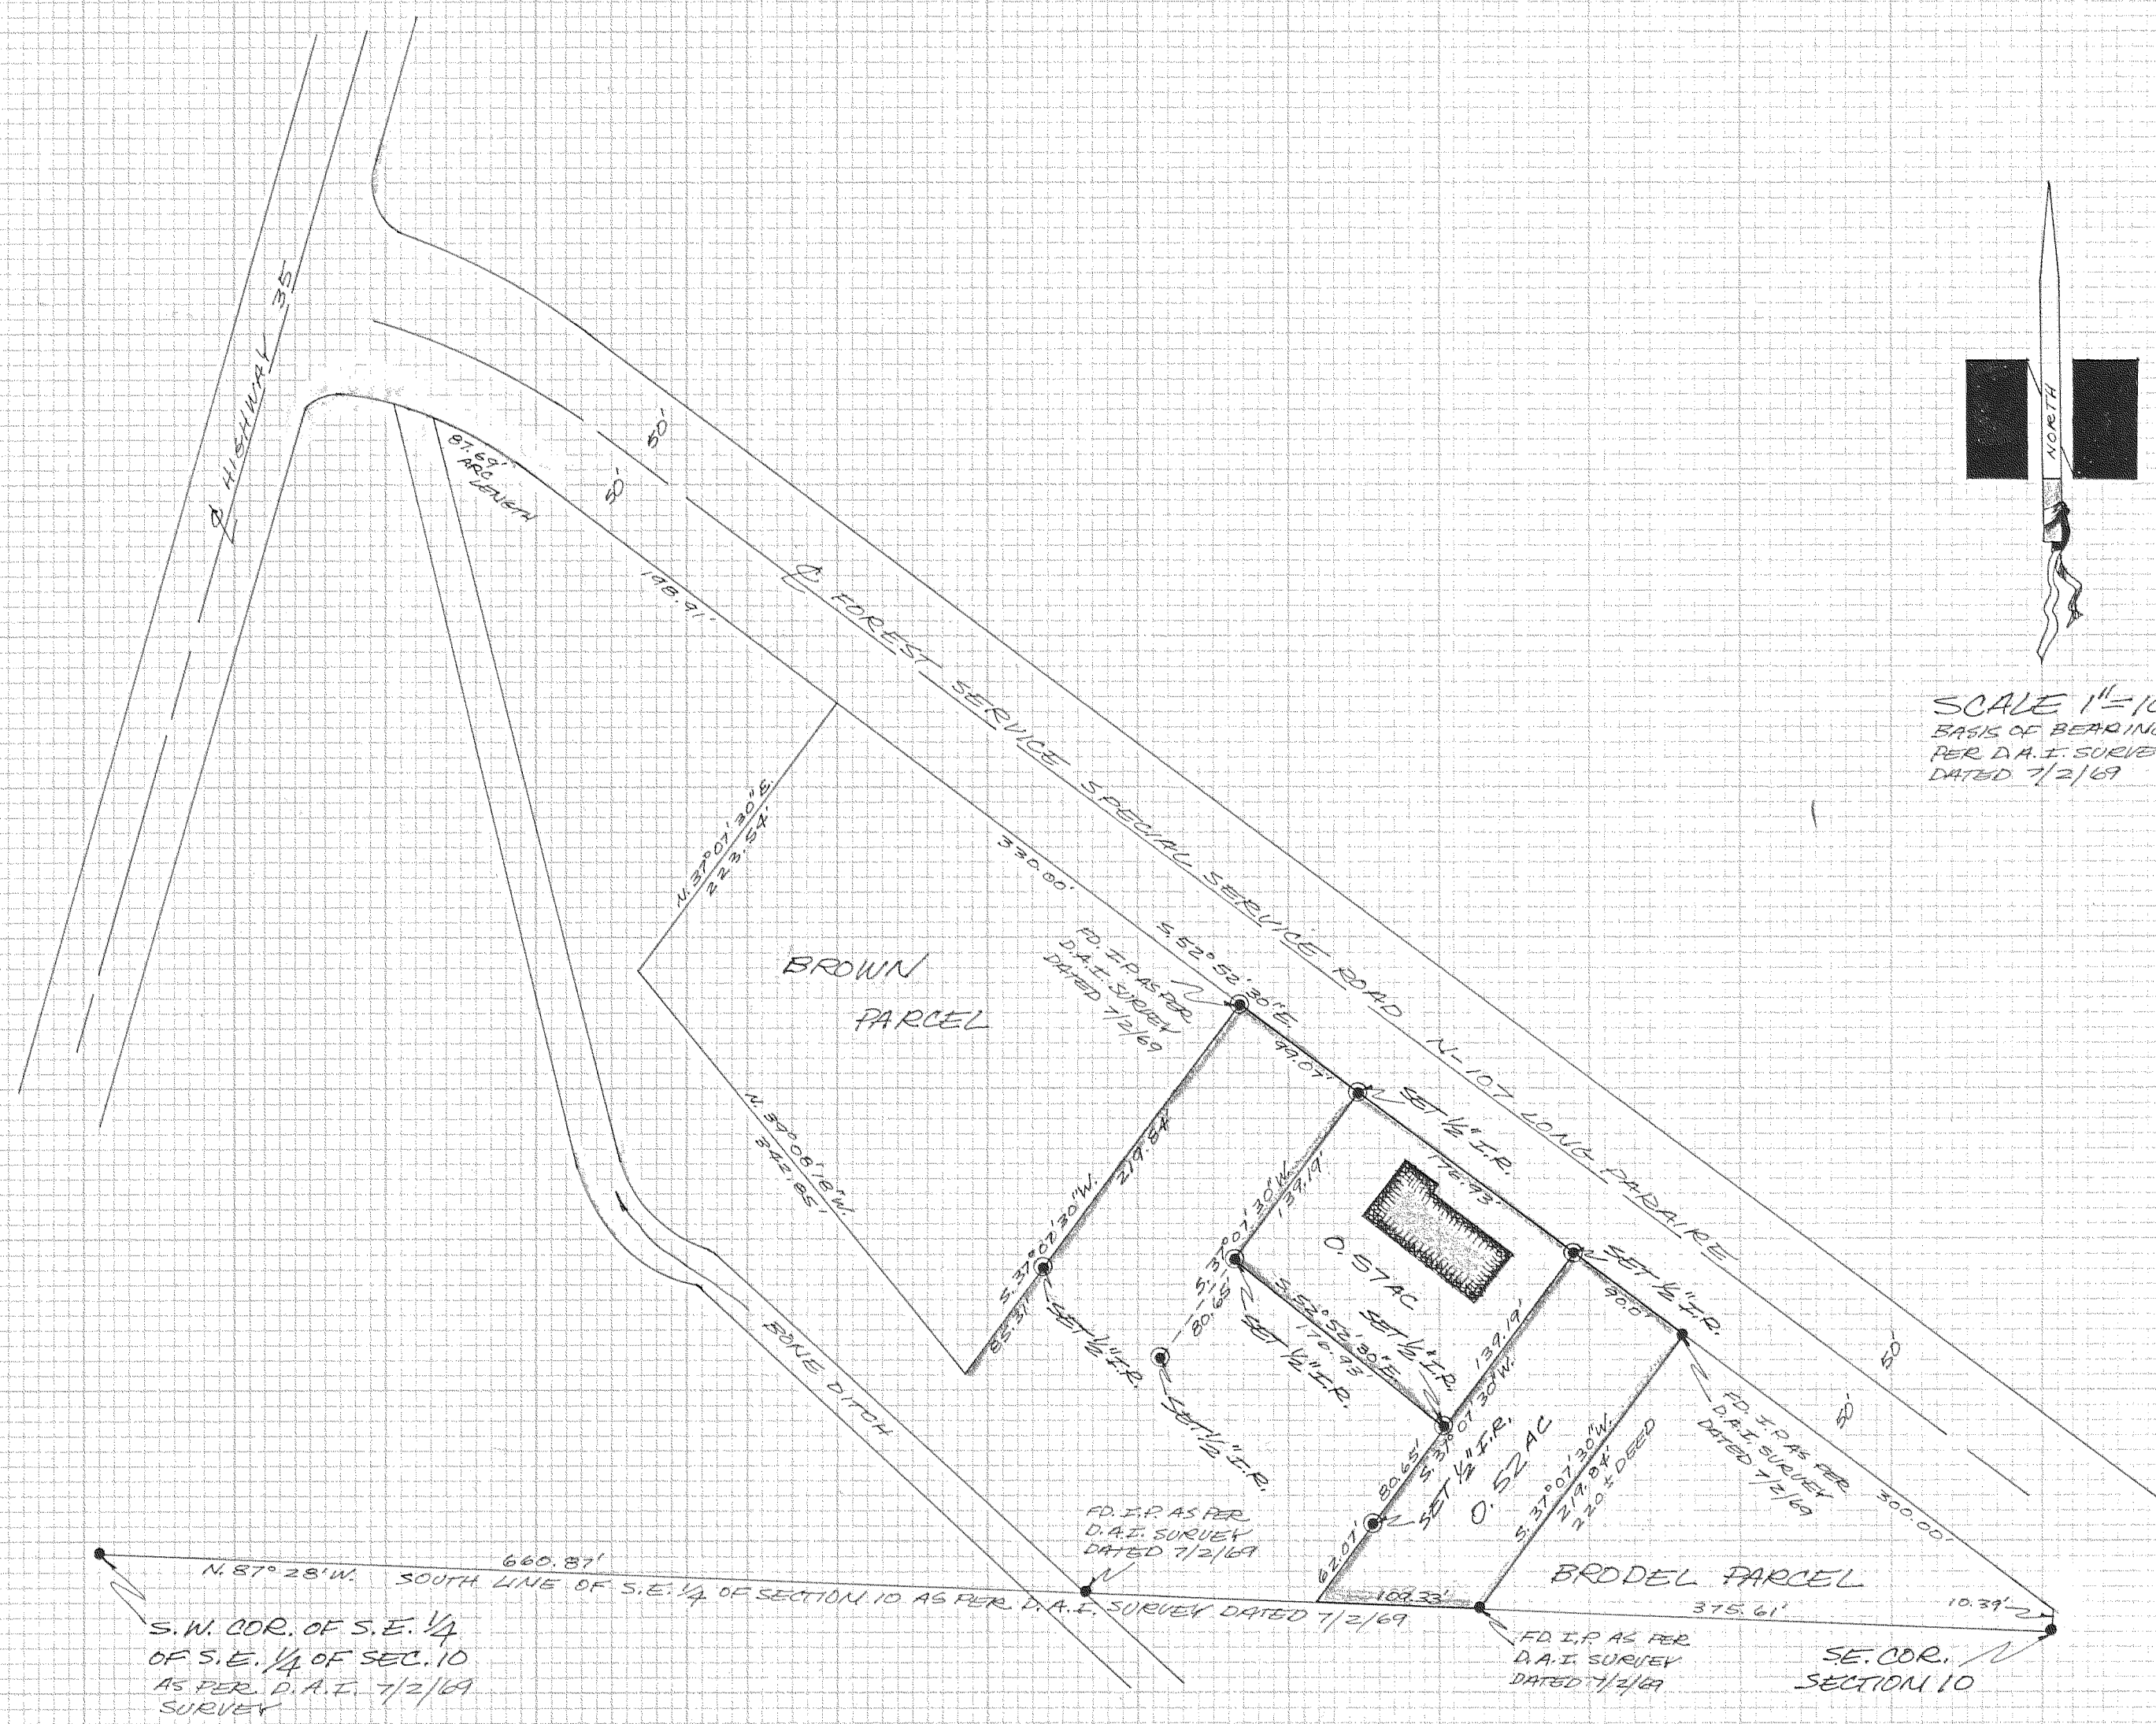 ℄ HIGHWAY 35
87.69'
ARC
LENGTH
50'
50'
198.91'
℄ FOREST SERVICE SPECIAL SERVICE ROAD N-107 LONG PARAIRE
NORTH
SCALE 1"=
BASIS OF BEARING
PER D.A.I. SURVE
DATED 7/2/69
N. 37°07'30"E.
223.54'
330.00'
BROWN
PARCEL
FD. I.P. AS PER
D.A.I. SURVEY
DATED 7/2/69
S. 52°52'30"E.
99.07'
SET 1/2" I.R.
176.93'
N. 39°08'18"W.
342.85'
S. 37°07'30"W.
219.84'
85.37'
SET 1/2" I.R.
S. 37°07'30"W.
139.19'
80.65'
SET 1/2" I.R.
SET 1/2" I.R.
0.57 AC
S. 52°52'30"E.
176.93'
SET 1/2" I.R.
139.19'
S. 37°07'30"W.
SET 1/2" I.R.
90.0
80.65'
SET 1/2" I.R.
0.52 AC
62.07'
109.33'
S. 37°07'30"W.
219.84'
220± DEED
FD. I.P. AS PER
D.A.I. SURVEY
DATED 7/2/69
50'
50'
300.00'
BONE DITCH
FD. I.P. AS PER
D.A.I. SURVEY
DATED 7/2/69
BRODEL PARCEL
375.61'
10.39'
660.87'
N. 87°28'W. SOUTH LINE OF S.E. 1/4 OF SECTION 10 AS PER D.A.I. SURVEY DATED 7/2/69
S.W. COR. OF S.E. 1/4
OF S.E. 1/4 OF SEC. 10
AS PER D.A.I. 7/2/69
SURVEY
FD. I.P. AS PER
D.A.I. SURVEY
DATED 7/2/69
SE. COR.
SECTION 10